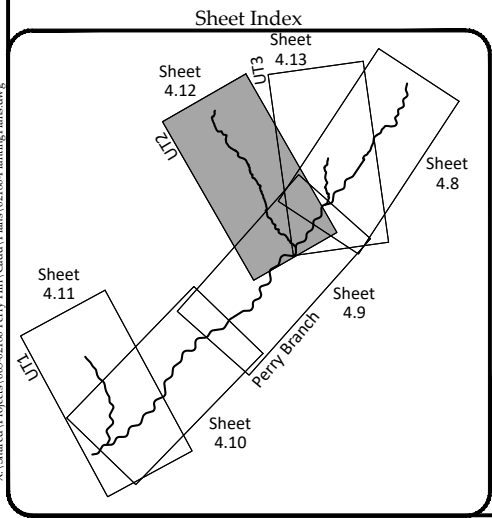 Sheet Index
Sheet
4.13
UT3
Sheet
4.12
UT2
Sheet
4.8
Sheet
4.11
UT1
Sheet
4.9
Perry Branch
Sheet
4.10